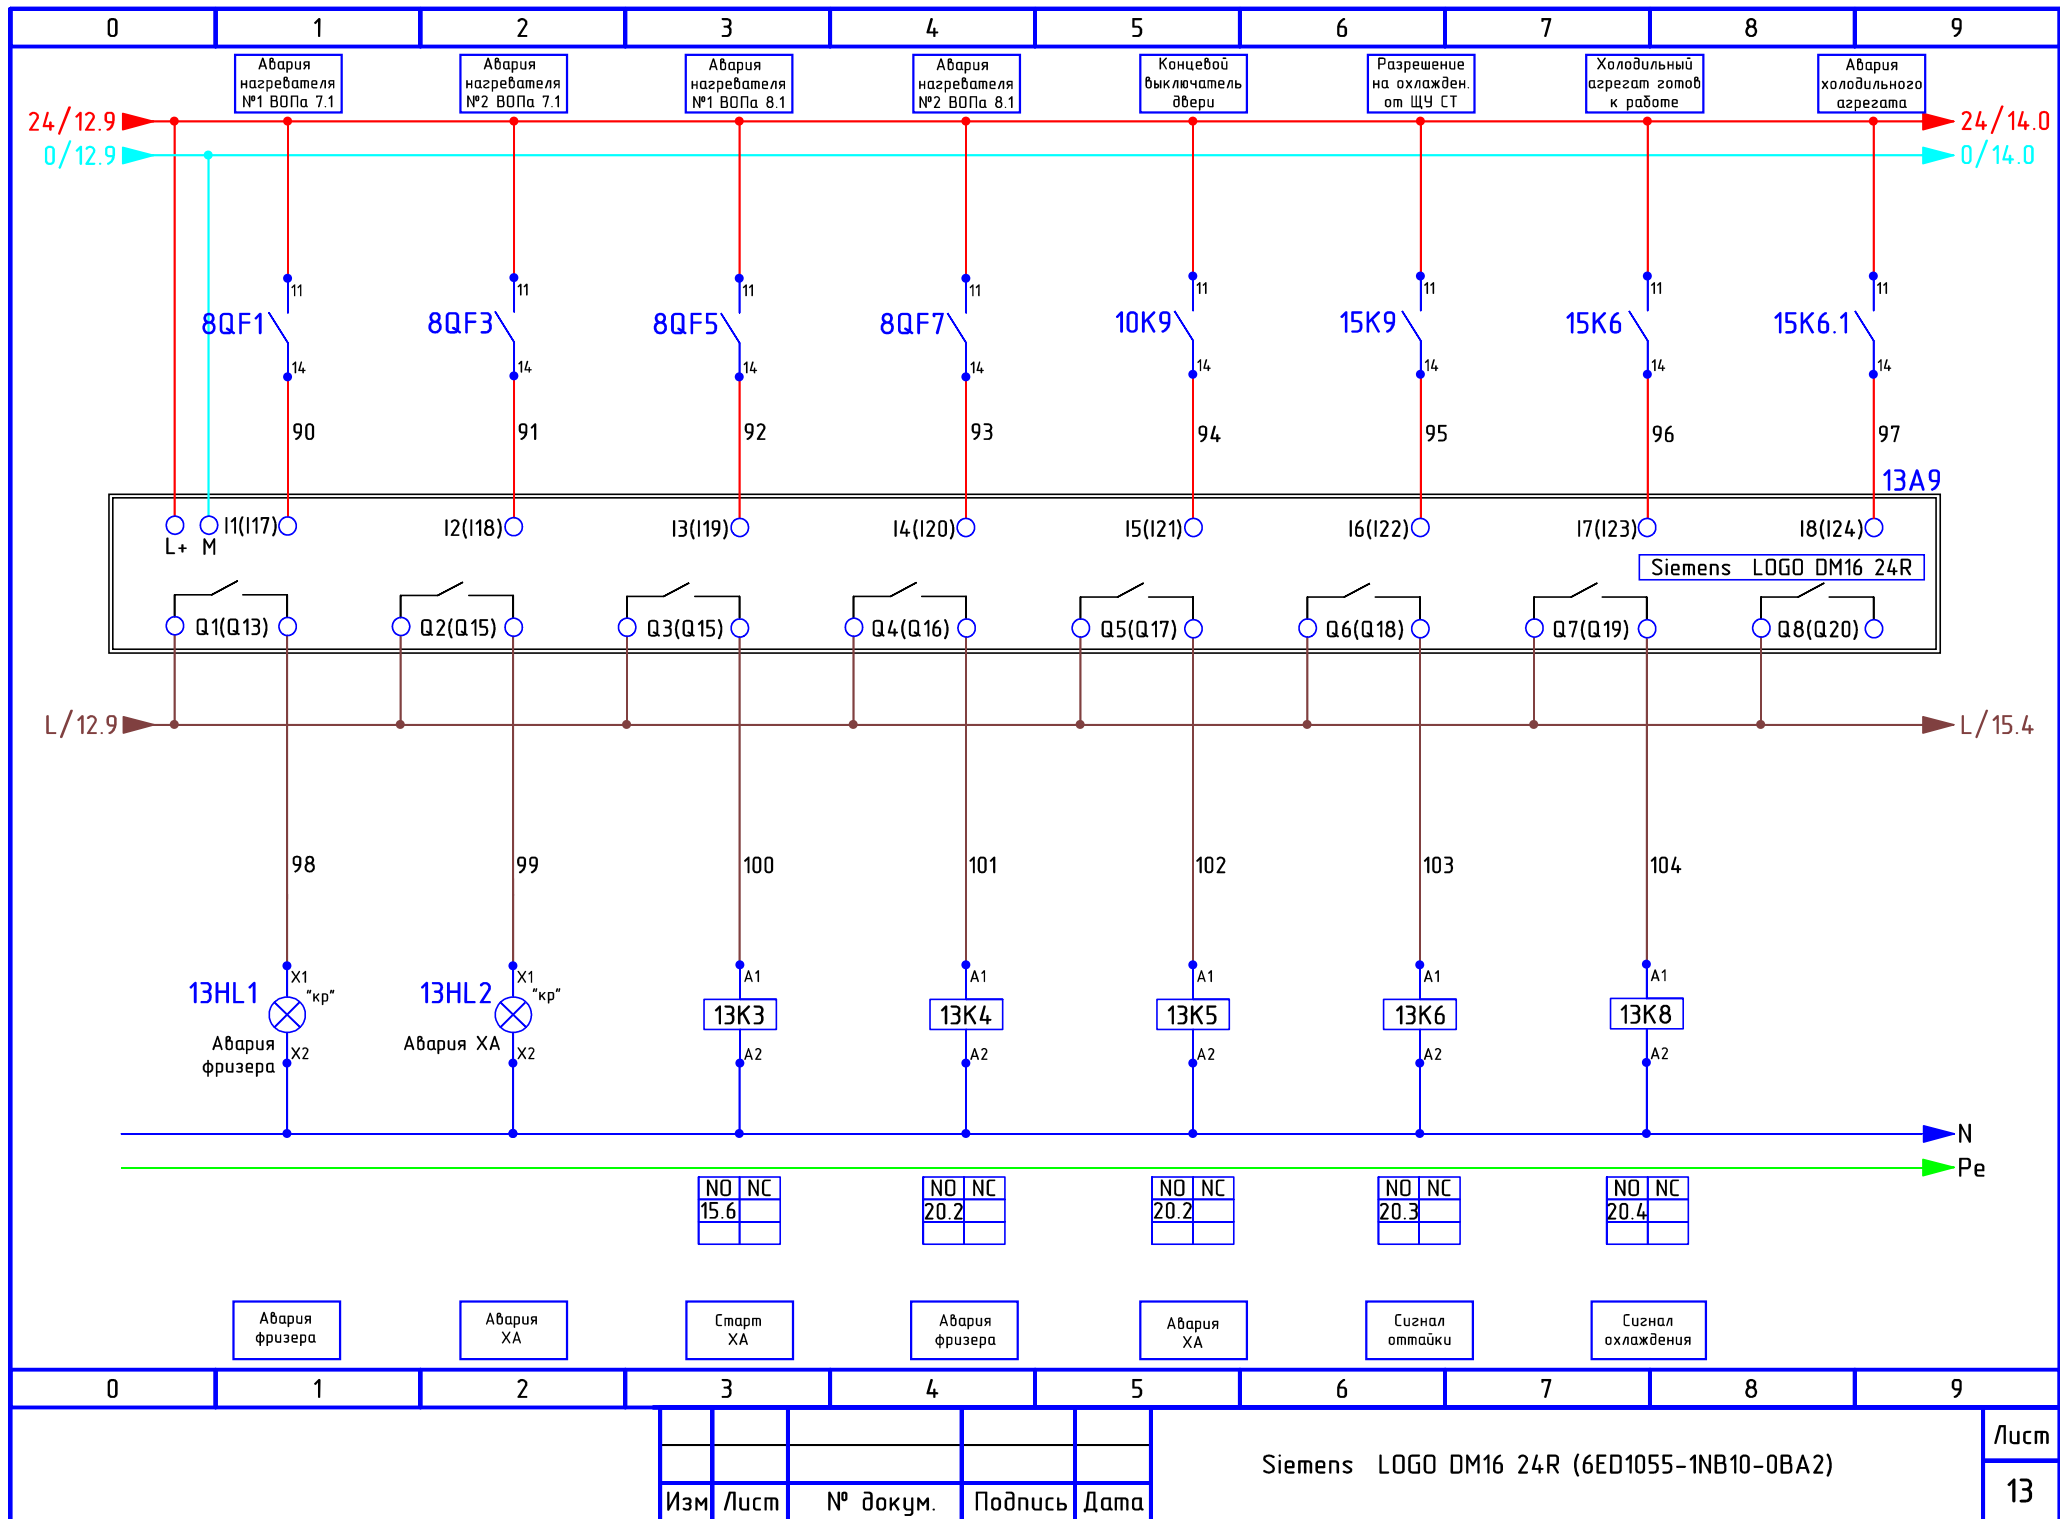 0 1 2 3 4 5 6 7 8 9
Авария
нагревателя
№1 ВОПа 7.1
Авария
нагревателя
№2 ВОПа 7.1
Авария
нагревателя
№1 ВОПа 8.1
Авария
нагревателя
№2 ВОПа 8.1
Концевой
выключатель
двери
Разрешение
на охлажден.
от ЩУ СТ
Холодильный
агрегат готов
к работе
Авария
холодильного
агрегата
24/12.9 24/14.0
0/12.9 0/14.0
11 11 11 11 11 11 11 11
8QF1 8QF3 8QF5 8QF7 10K9 15K9 15K6 15K6.1
14 14 14 14 14 14 14 14
90 91 92 93 94 95 96 97
13A9
I1(I17) I2(I18) I3(I19) I4(I20) I5(I21) I6(I22) I7(I23) I8(I24)
L+ M
Siemens LOGO DM16 24R
Q1(Q13) Q2(Q15) Q3(Q15) Q4(Q16) Q5(Q17) Q6(Q18) Q7(Q19) Q8(Q20)
L/12.9 L/15.4
98 99 100 101 102 103 104
X1 X1 A1 A1 A1 A1 A1
13HL1 "кр" 13HL2 "кр" 13K3 13K4 13K5 13K6 13K8
Авария
фризера
Авария ХА
X2 X2 A2 A2 A2 A2 A2
N
Pe
NO NC NO NC NO NC NO NC NO NC
15.6 20.2 20.2 20.3 20.4
Авария
фризера
Авария
ХА
Старт
ХА
Авария
фризера
Авария
ХА
Сигнал
оттайки
Сигнал
охлаждения
0 1 2 3 4 5 6 7 8 9
Siemens LOGO DM16 24R (6ED1055-1NB10-0BA2)
Лист
13
Изм Лист № докум. Подпись Дата